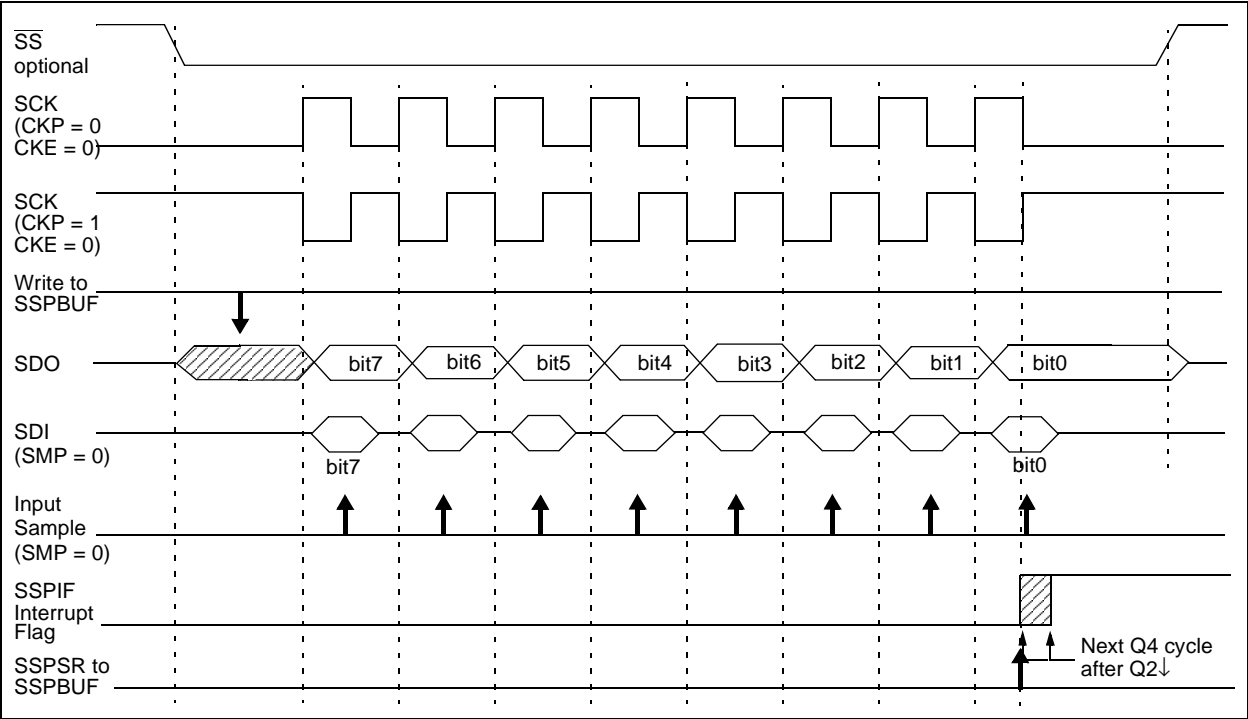 SS
optional
SCK
(CKP = 0
CKE = 0)
SCK
(CKP = 1
CKE = 0)
Write to
SSPBUF
SDO
bit7
bit6
bit5
bit4
bit3
bit2
bit1
bit0
SDI
(SMP = 0)
bit7
bit0
Input
Sample
(SMP = 0)
SSPIF
Interrupt
Flag
Next Q4 cycle
after Q2↓
SSPSR to
SSPBUF